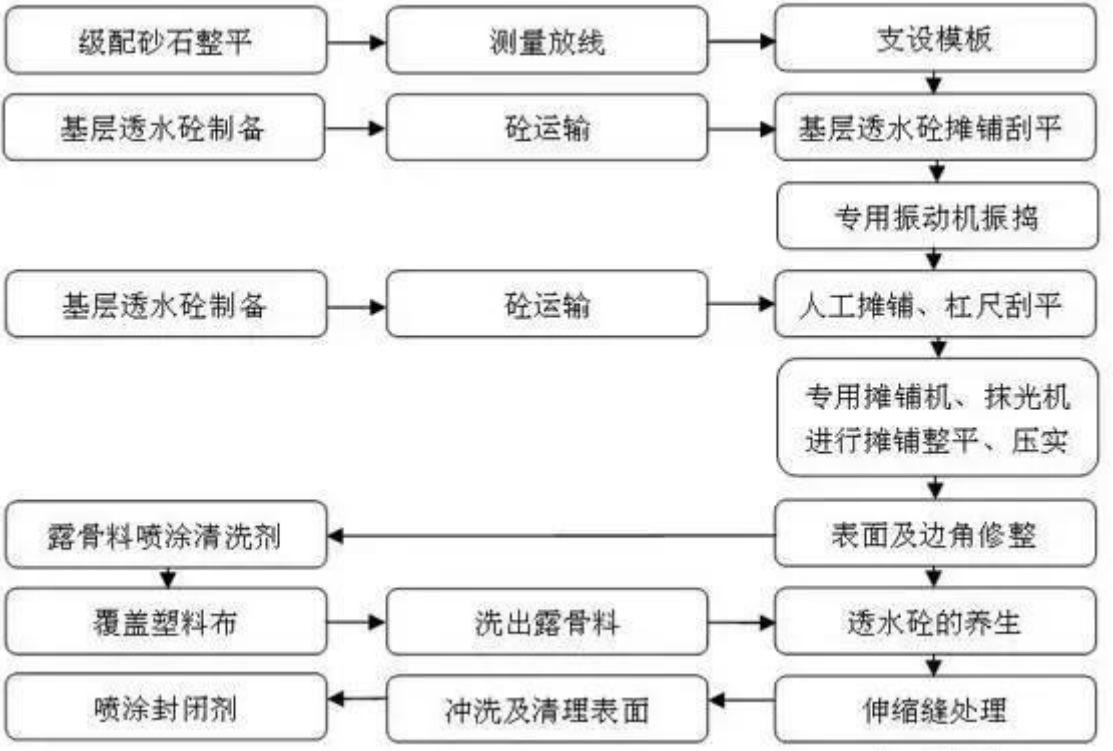 级配砂石整平
测量放线
支设模板
基层透水砼制备
砼运输
基层透水砼摊铺刮平
专用振动机振捣
基层透水砼制备
砼运输
人工摊铺、杠尺刮平
专用摊铺机、抹光机
进行摊铺整平、压实
露骨料喷涂清洗剂
表面及边角修整
覆盖塑料布
洗出露骨料
透水砼的养生
喷涂封闭剂
冲洗及清理表面
伸缩缝处理